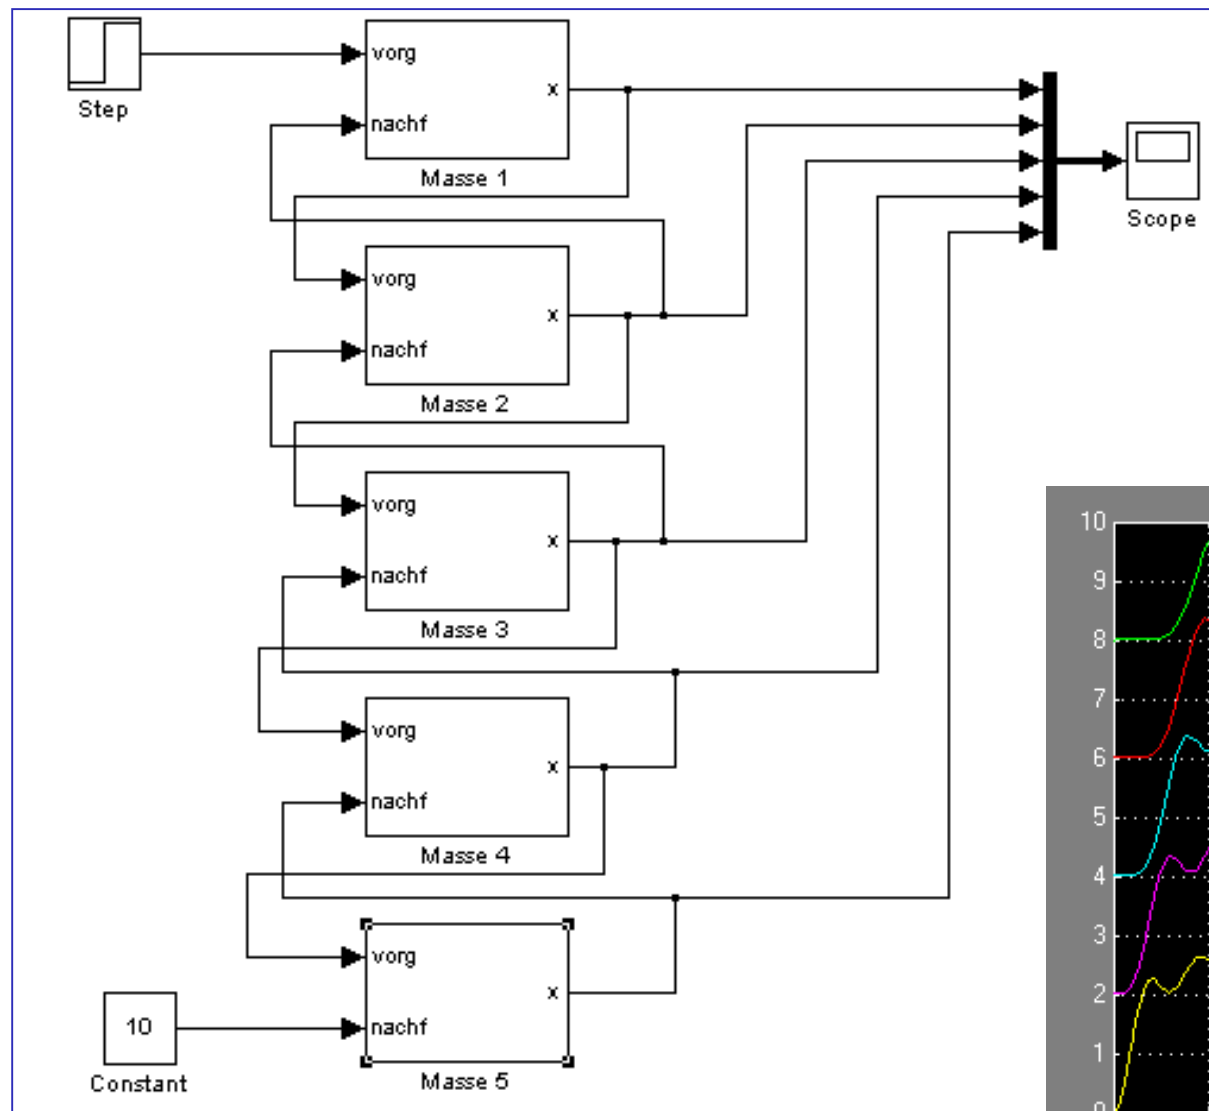 vorg
Step
x
nachf
Masse 1
Scope
vorg
x
nachf
Masse 2
vorg
x
nachf
Masse 3
vorg
x
nachf
Masse 4
vorg
x
10
nachf
Constant
Masse 5
10
9
8
7
6
5
4
3
2
1
0